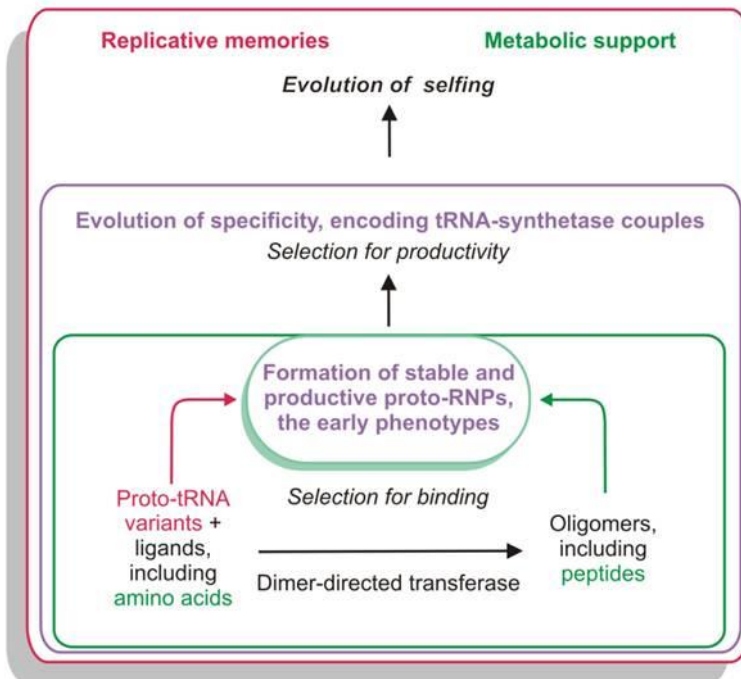 Replicative memories
Metabolic support
Evolution of selfing
Evolution of specificity, encoding tRNA-synthetase couples
Selection for productivity
Formation of stable and
productive proto-RNPs,
the early phenotypes
Selection for binding
Proto-tRNA
variants +
ligands,
including
amino acids
Dimer-directed transferase
Oligomers,
including
peptides